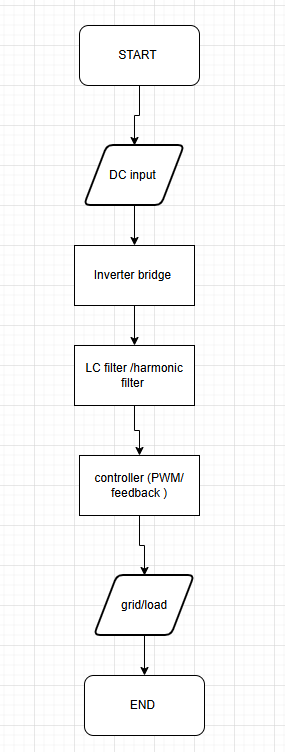 START
DC input
Inverter bridge
LC filter /harmonic
filter
controller (PWM/
feedback )
grid/load
END